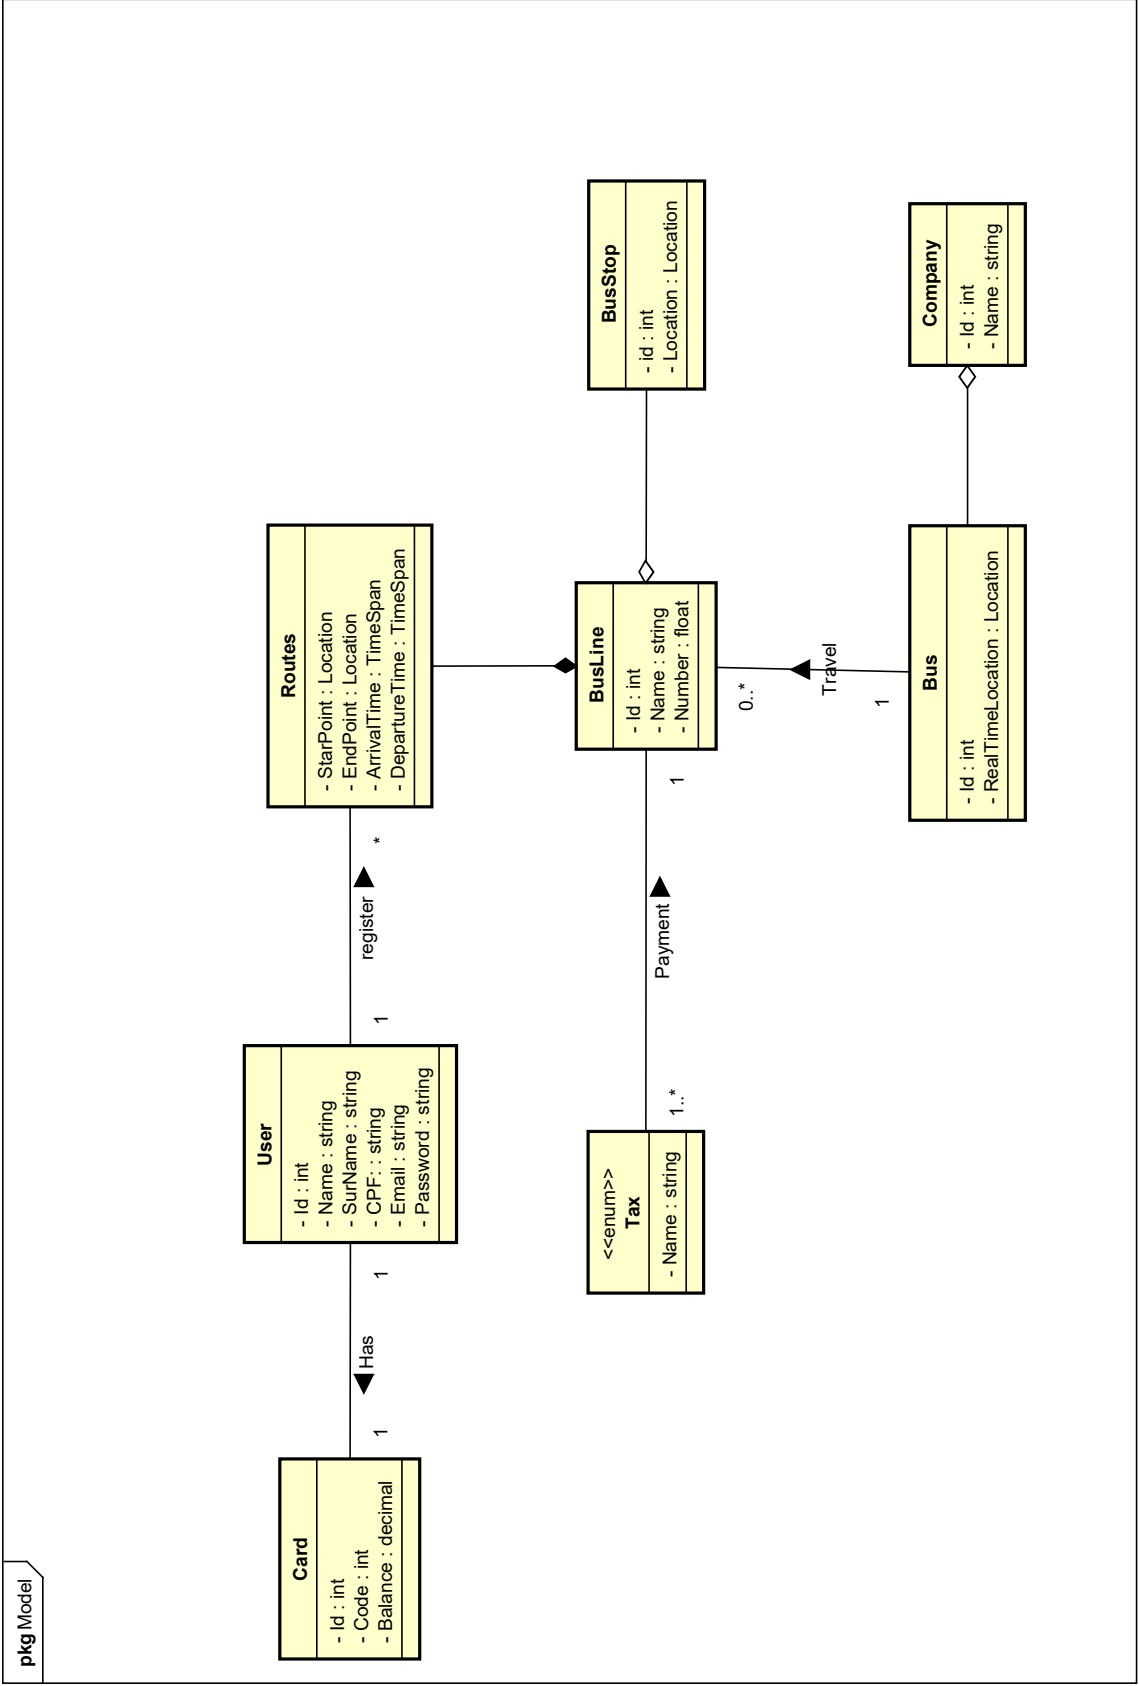 pkg Model
Card
- Id : int
- Code : int
- Balance : decimal
1
Has
1
User
- Id : int
- Name : string
- SurName : string
- CPF: : string
- Email : string
- Password : string
1
register
*
Routes
- StarPoint : Location
- EndPoint : Location
- ArrivalTime : TimeSpan
- DepartureTime : TimeSpan
<<enum>>
Tax
- Name : string
1..*
Payment
1
BusLine
- Id : int
- Name : string
- Number : float
BusStop
- id : int
- Location : Location
0..*
Travel
1
Bus
- Id : int
- RealTimeLocation : Location
Company
- Id : int
- Name : string